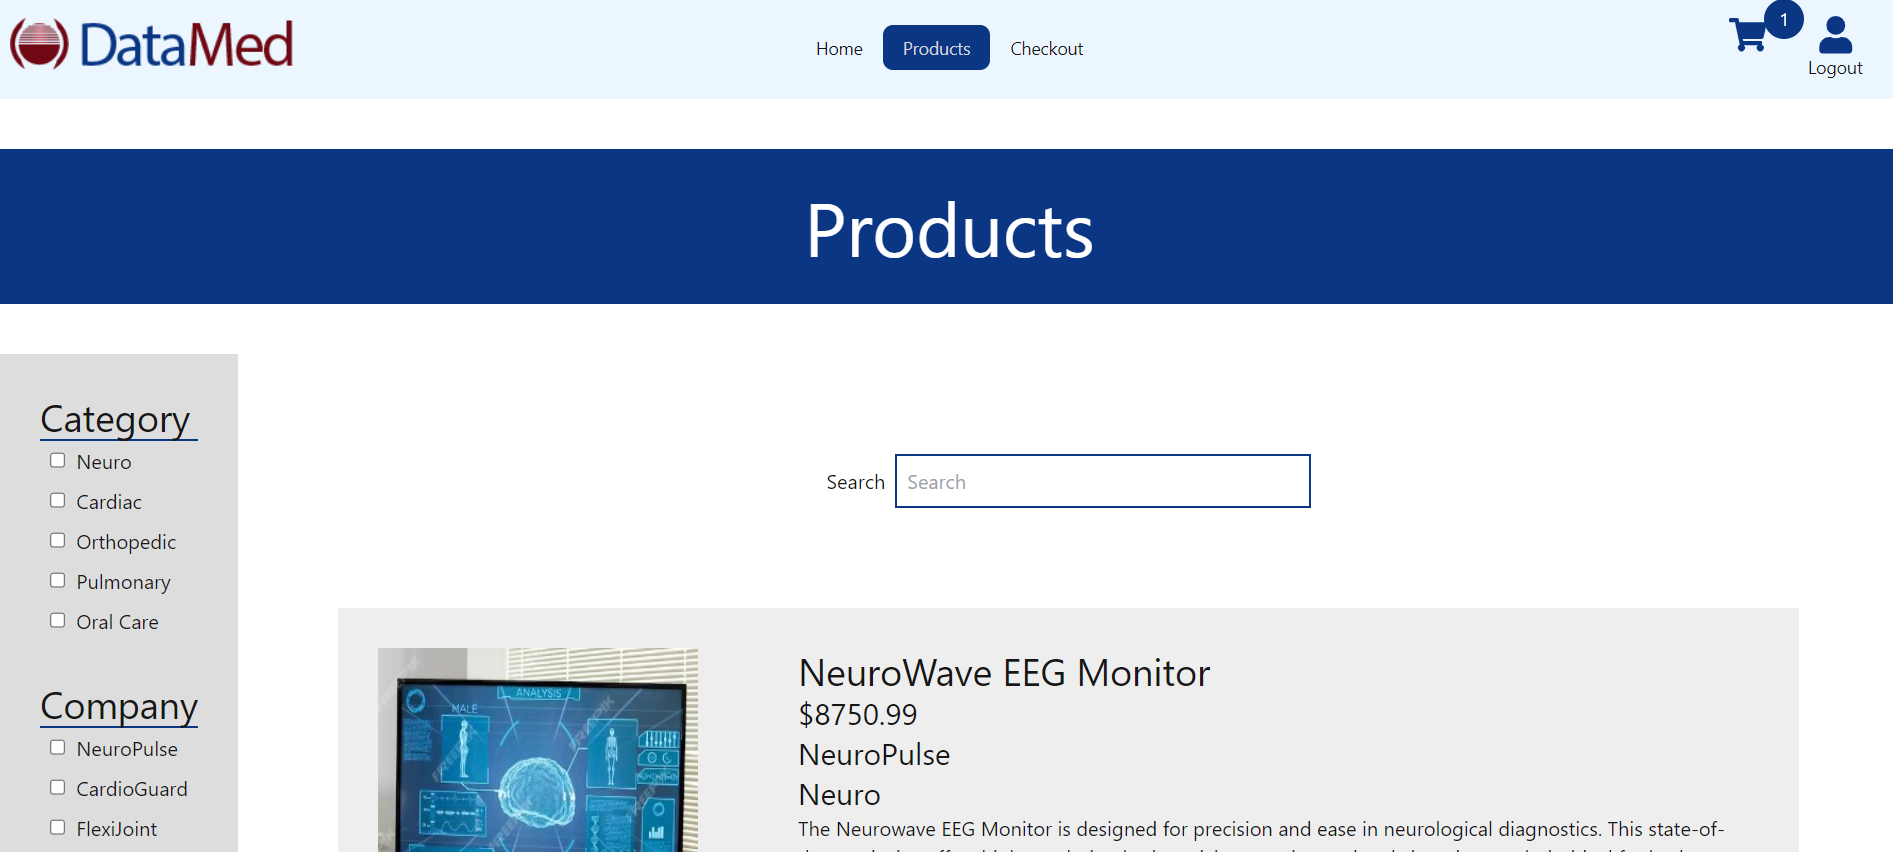 DataMed
Home
Products
Checkout
1
Logout
Products
Category
Neuro
Cardiac
Orthopedic
Pulmonary
Oral Care
Company
NeuroPulse
CardioGuard
FlexiJoint
Search
Search
ANALYSIS
MALE
FREEPIK
FREEPIK
NeuroWave EEG Monitor
$8750.99
NeuroPulse
Neuro
The Neurowave EEG Monitor is designed for precision and ease in neurological diagnostics. This state-of-